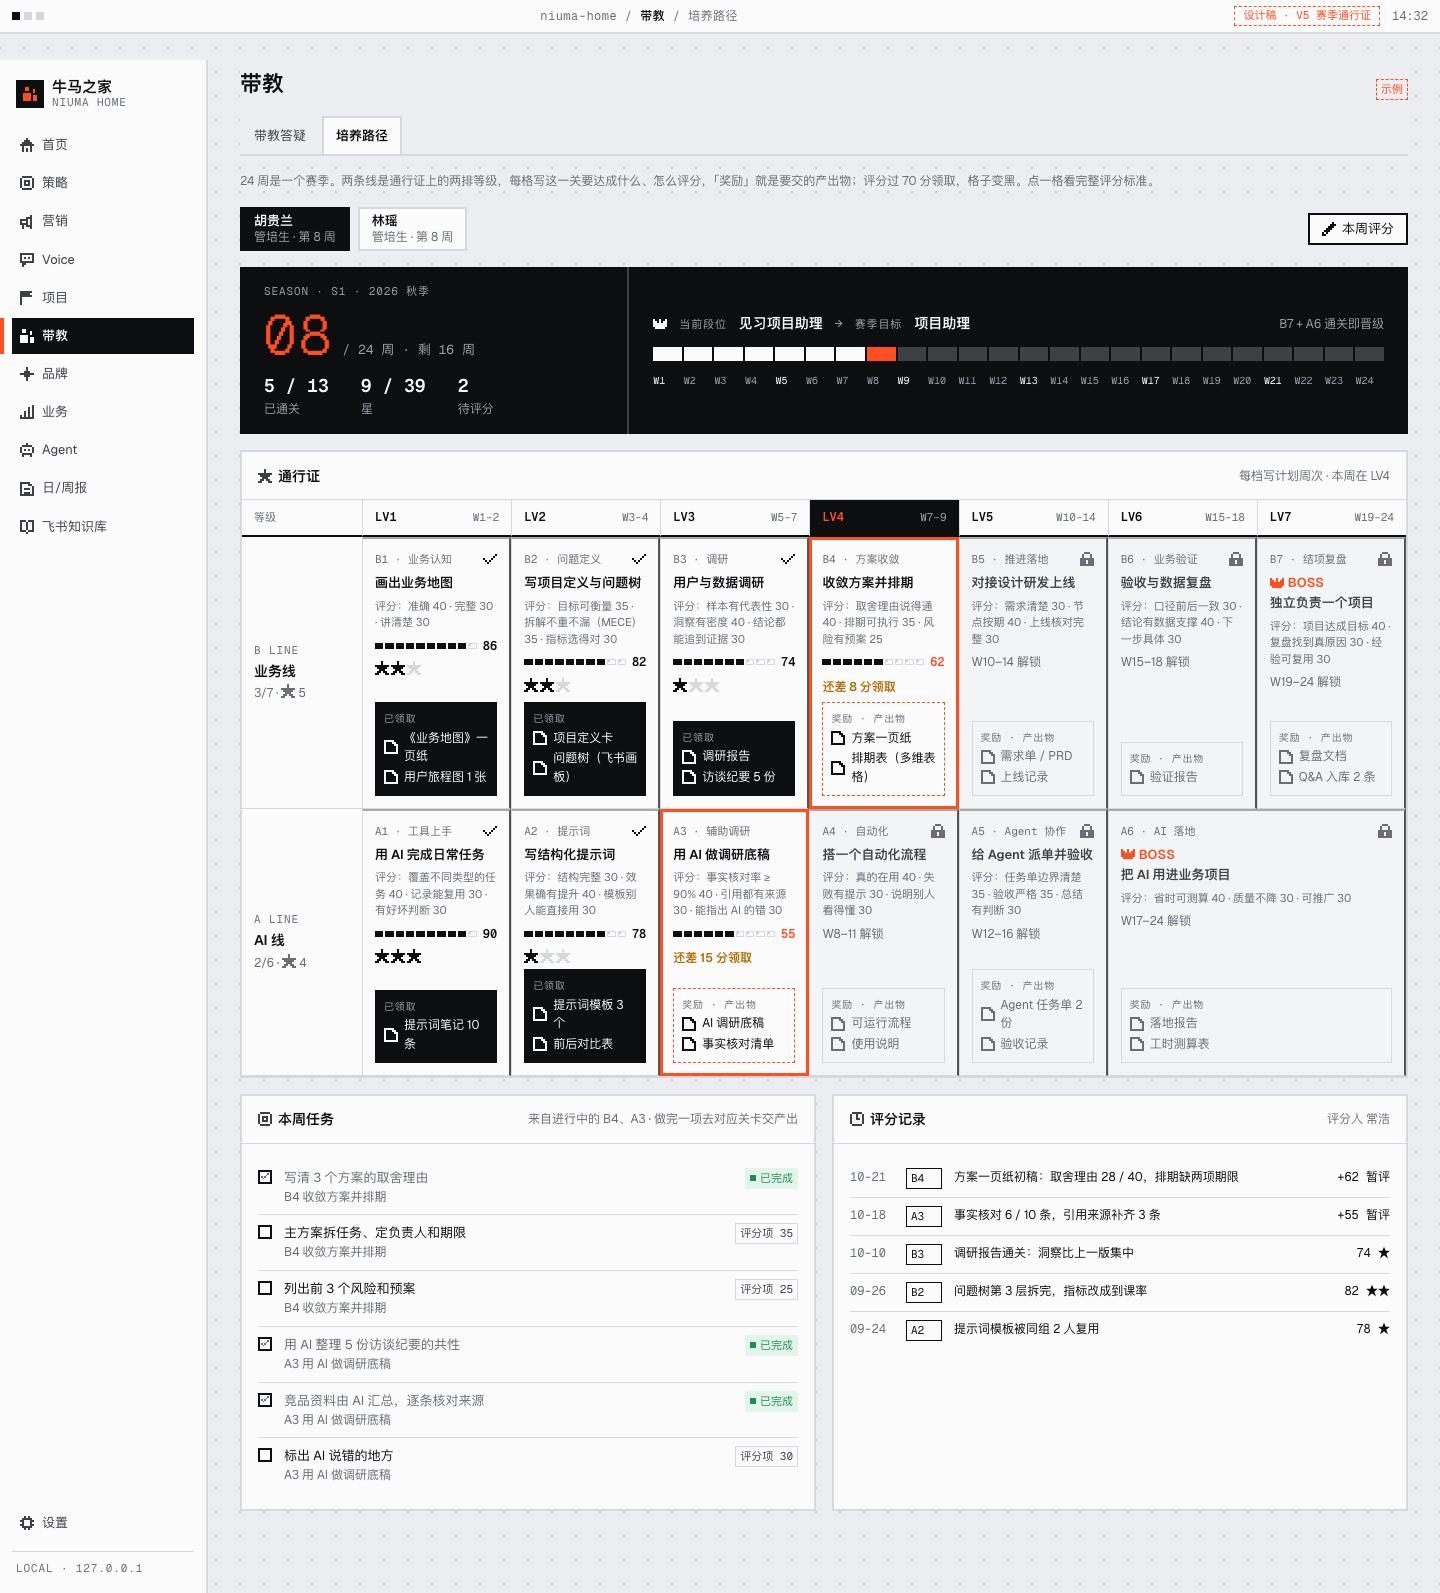 niuma-home / 带教 / 培养路径
设计稿 · V5 赛季通行证
14:32
牛马之家
NIUMA HOME
首页
策略
营销
Voice
项目
带教
品牌
业务
Agent
日/周报
飞书知识库
设置
LOCAL · 127.0.0.1
带教
示例
带教答疑
培养路径
24 周是一个赛季。两条线是通行证上的两排等级，每格写这一关要达成什么、怎么评分，「奖励」就是要交的产出物；评分过 70 分领取，格子变黑。点一格看完整评分标准。
胡贵兰
管培生 · 第 8 周
林瑶
管培生 · 第 8 周
本周评分
SEASON · S1 · 2026 秋季
08 / 24 周 · 剩 16 周
5 / 13
已通关
9 / 39
星
2
待评分
当前段位 见习项目助理 → 赛季目标 项目助理
B7 + A6 通关即晋级
W1 W2 W3 W4 W5 W6 W7 W8 W9 W10 W11 W12 W13 W14 W15 W16 W17 W18 W19 W20 W21 W22 W23 W24
通行证
每档写计划周次 · 本周在 LV4
等级
LV1 W1-2
LV2 W3-4
LV3 W5-7
LV4 W7-9
LV5 W10-14
LV6 W15-18
LV7 W19-24
B LINE
业务线
3/7 · ★ 5
B1 · 业务认知
画出业务地图
评分：准确 40 · 完整 30
· 讲清楚 30
86
已领取
《业务地图》一
页纸
用户旅程图 1 张
B2 · 问题定义
写项目定义与问题树
评分：目标可衡量 35 ·
拆解不重不漏（MECE）
35 · 指标选得对 30
82
已领取
项目定义卡
问题树（飞书画
板）
B3 · 调研
用户与数据调研
评分：样本有代表性 30 ·
洞察有密度 40 · 结论都
能追到证据 30
74
已领取
调研报告
访谈纪要 5 份
B4 · 方案收敛
收敛方案并排期
评分：取舍理由说得通
40 · 排期可执行 35 · 风
险有预案 25
62
还差 8 分领取
奖励 · 产出物
方案一页纸
排期表（多维表
格）
B5 · 推进落地
对接设计研发上线
评分：需求清楚 30 · 节
点按期 40 · 上线核对完
整 30
W10-14 解锁
奖励 · 产出物
需求单 / PRD
上线记录
B6 · 业务验证
验收与数据复盘
评分：口径前后一致 30 ·
结论有数据支撑 40 · 下
一步具体 30
W15-18 解锁
奖励 · 产出物
验证报告
B7 · 结项复盘
BOSS
独立负责一个项目
评分：项目达成目标 40 ·
复盘找到真原因 30 · 经
验可复用 30
W19-24 解锁
奖励 · 产出物
复盘文档
Q&A 入库 2 条
A LINE
AI 线
2/6 · ★ 4
A1 · 工具上手
用 AI 完成日常任务
评分：覆盖不同类型的任
务 40 · 记录能复用 30 ·
有好坏判断 30
90
已领取
提示词笔记 10
条
A2 · 提示词
写结构化提示词
评分：结构完整 30 · 效
果确有提升 40 · 模板别
人能直接用 30
78
已领取
提示词模板 3
个
前后对比表
A3 · 辅助调研
用 AI 做调研底稿
评分：事实核对率 ≥
90% 40 · 引用都有来源
30 · 能指出 AI 的错 30
55
还差 15 分领取
奖励 · 产出物
AI 调研底稿
事实核对清单
A4 · 自动化
搭一个自动化流程
评分：真的在用 40 · 失
败有提示 30 · 说明别人
看得懂 30
W8-11 解锁
奖励 · 产出物
可运行流程
使用说明
A5 · Agent 协作
给 Agent 派单并验收
评分：任务单边界清楚
35 · 验收严格 35 · 总结
有判断 30
W12-16 解锁
奖励 · 产出物
Agent 任务单 2
份
验收记录
A6 · AI 落地
BOSS
把 AI 用进业务项目
评分：省时可测算 40 · 质量不降 30 · 可推广 30
W17-24 解锁
奖励 · 产出物
落地报告
工时测算表
本周任务
来自进行中的 B4、A3 · 做完一项去对应关卡交产出
写清 3 个方案的取舍理由
B4 收敛方案并排期
已完成
主方案拆任务、定负责人和期限
B4 收敛方案并排期
评分项 35
列出前 3 个风险和预案
B4 收敛方案并排期
评分项 25
用 AI 整理 5 份访谈纪要的共性
A3 用 AI 做调研底稿
已完成
竞品资料由 AI 汇总，逐条核对来源
A3 用 AI 做调研底稿
已完成
标出 AI 说错的地方
A3 用 AI 做调研底稿
评分项 30
评分记录
评分人 常浩
10-21 B4 方案一页纸初稿：取舍理由 28 / 40，排期缺两项期限 +62 暂评
10-18 A3 事实核对 6 / 10 条，引用来源补齐 3 条 +55 暂评
10-10 B3 调研报告通关：洞察比上一版集中 74 ★
09-26 B2 问题树第 3 层拆完，指标改成到课率 82 ★★
09-24 A2 提示词模板被同组 2 人复用 78 ★